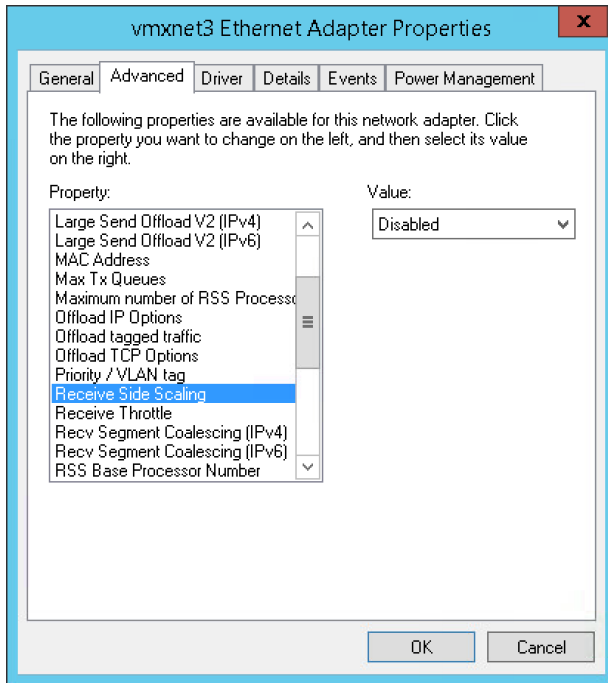 vmxnet3 Ethernet Adapter Properties
x
General Advanced Driver Details Events Power Management
The following properties are available for this network adapter. Click
the property you want to change on the left, and then select its value
on the right.
Property:
Value:
Large Send Offload V2 (IPv4)
Large Send Offload V2 (IPv6)
MAC Address
Max Tx Queues
Maximum number of RSS Processo
Offload IP Options
Offload tagged traffic
Offload TCP Options
Priority / VLAN tag
Receive Side Scaling
Receive Throttle
Recv Segment Coalescing (IPv4)
Recv Segment Coalescing (IPv6)
RSS Base Processor Number
Disabled
OK
Cancel